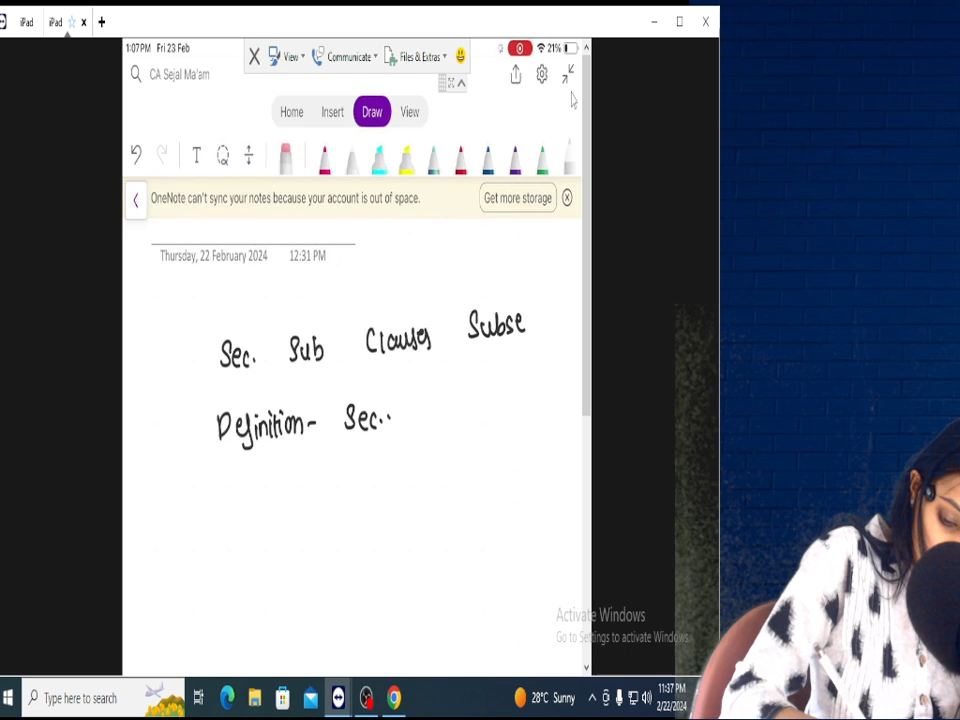 iPad iPad
1:07PM Fri 23 Feb
View Communicate Files & Extras
21%
CA Sejal Ma'am
Home Insert Draw View
T
OneNote can't sync your notes because your account is out of space. Get more storage
Thursday, 22 February 2024 12:31 PM
Sec. Sub Clauses Subse
Definition- Sec..
Activate Windows
Go to Settings to activate Windows.
Type here to search
28°C Sunny
11:37 PM
2/22/2024